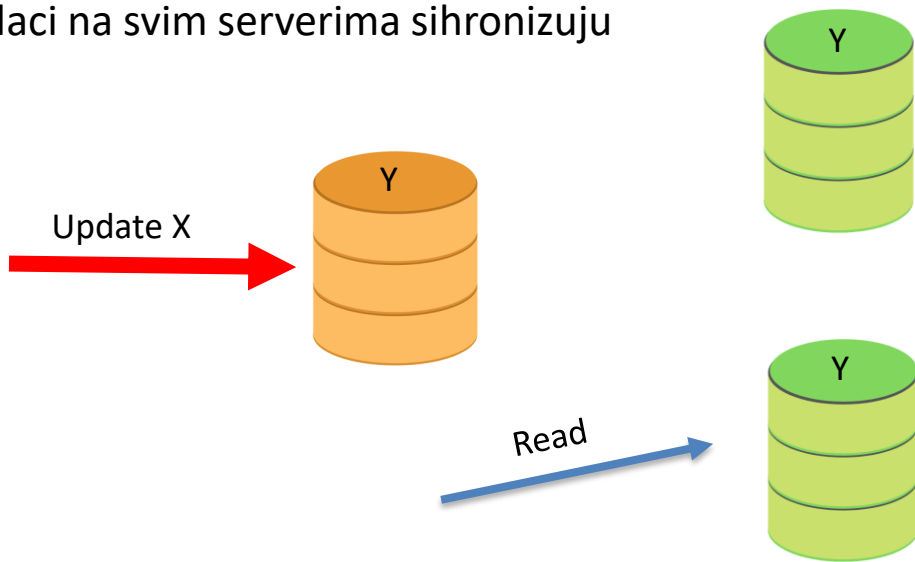 laci na svim serverima sihronizuju
Y
Y
Update X
Y
Read